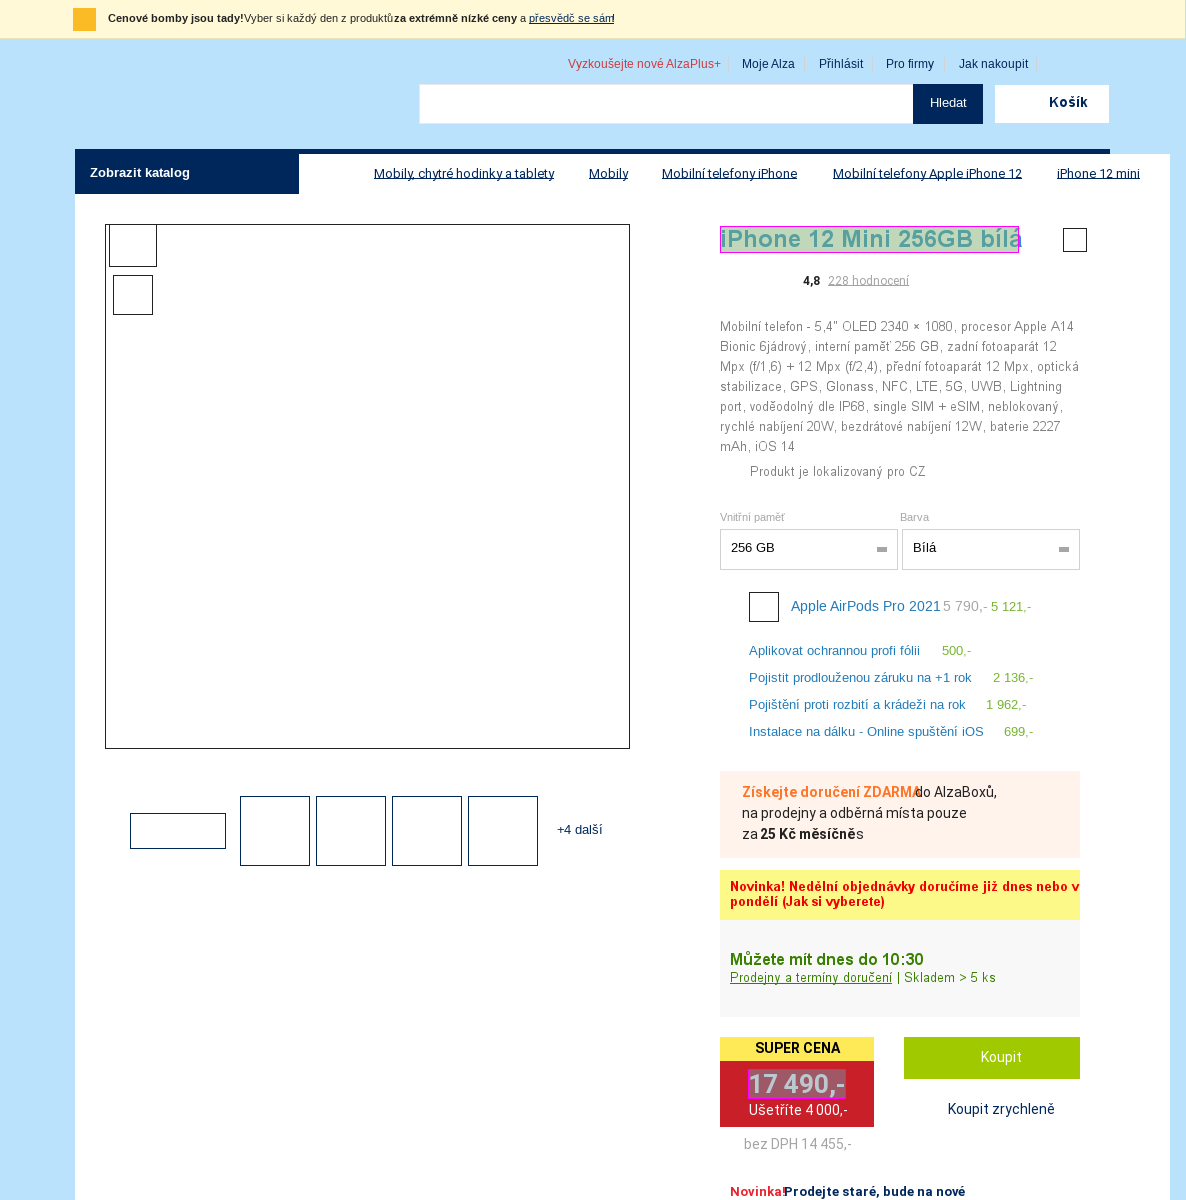 Cenové bomby jsou tady! Vyber si každý den z produktů za extrémně nízké ceny a přesvědč se sám!
Vyzkoušejte nové AlzaPlus+ Moje Alza Přihlásit Pro firmy Jak nakoupit
Hledat Košík
Zobrazit katalog Mobily, chytré hodinky a tablety Mobily Mobilní telefony iPhone Mobilní telefony Apple iPhone 12 iPhone 12 mini
iPhone 12 Mini 256GB bílá
4,8 228 hodnocení
Mobilní telefon - 5,4" OLED 2340 × 1080, procesor Apple A14
Bionic 6jádrový, interní paměť 256 GB, zadní fotoaparát 12
Mpx (f/1,6) + 12 Mpx (f/2,4), přední fotoaparát 12 Mpx, optická
stabilizace, GPS, Glonass, NFC, LTE, 5G, UWB, Lightning
port, voděodolný dle IP68, single SIM + eSIM, neblokovaný,
rychlé nabíjení 20W, bezdrátové nabíjení 12W, baterie 2227
mAh, iOS 14
Produkt je lokalizovaný pro CZ
Vnitřní paměť Barva
256 GB Bílá
Apple AirPods Pro 2021 5 790,- 5 121,-
Aplikovat ochrannou profi fólii 500,-
Pojistit prodlouženou záruku na +1 rok 2 136,-
Pojištění proti rozbití a krádeži na rok 1 962,-
Instalace na dálku - Online spuštění iOS 699,-
Získejte doručení ZDARMA do AlzaBoxů,
na prodejny a odběrná místa pouze
za 25 Kč měsíčně s
+4 další
Novinka! Nedělní objednávky doručíme již dnes nebo v
pondělí (Jak si vyberete)
Můžete mít dnes do 10:30
Prodejny a termíny doručení | Skladem > 5 ks
SUPER CENA
17 490,-
Ušetříte 4 000,-
bez DPH 14 455,-
Koupit
Koupit zrychleně
Novinka! Prodejte staré, bude na nové